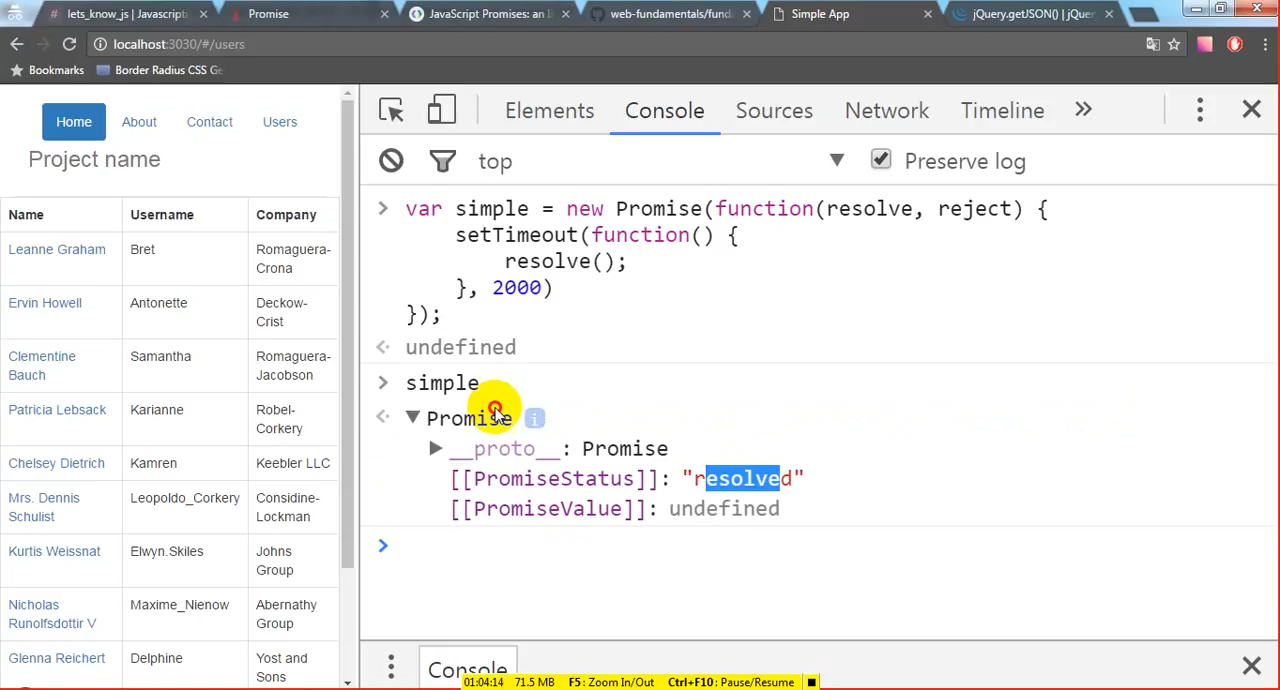 # lets_know_js | Javascript
Promise
JavaScript Promises: an I
web-fundamentals/funda
Simple App
jQuery.getJSON() | jQuer
localhost:3030/#/users
Bookmarks
Border Radius CSS Ge
Home
About
Contact
Users
Project name
Name Username Company
Leanne Graham Bret Romaguera-
Crona
Ervin Howell Antonette Deckow-
Crist
Clementine Samantha Romaguera-
Bauch Jacobson
Patricia Lebsack Karianne Robel-
Corkery
Chelsey Dietrich Kamren Keebler LLC
Mrs. Dennis Leopoldo_Corkery Considine-
Schulist Lockman
Kurtis Weissnat Elwyn.Skiles Johns
Group
Nicholas Maxime_Nienow Abernathy
Runolfsdottir V Group
Glenna Reichert Delphine Yost and
Sons
Elements Console Sources Network Timeline
top Preserve log
> var simple = new Promise(function(resolve, reject) {
setTimeout(function() {
resolve();
}, 2000)
});
undefined
> simple
Promise i
__proto__: Promise
[[PromiseStatus]]: "resolved"
[[PromiseValue]]: undefined
>
Console
01:04:14 71.5 MB F5: Zoom In/Out Ctrl+F10: Pause/Resume